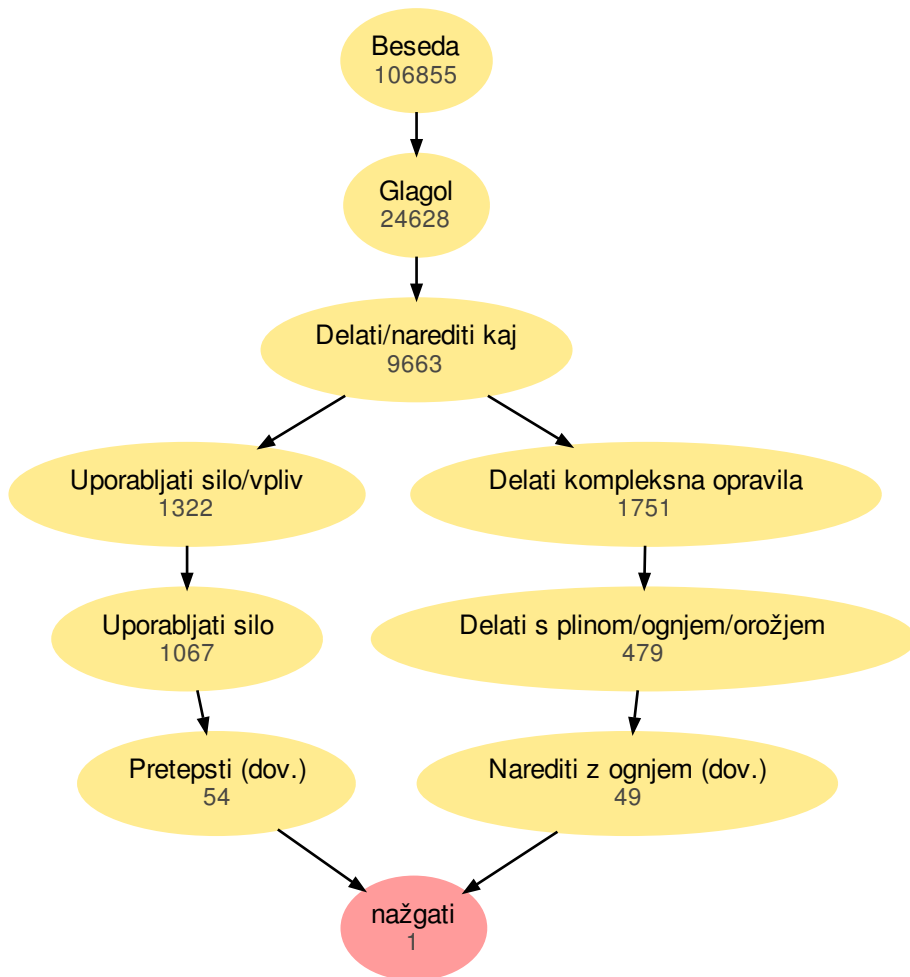 Beseda
106855
Glagol
24628
Delati/narediti kaj
9663
Uporabljati silo/vpliv
1322
Delati kompleksna opravila
1751
Uporabljati silo
1067
Delati s plinom/ognjem/orožjem
479
Pretepsti (dov.)
54
Narediti z ognjem (dov.)
49
nažgati
1